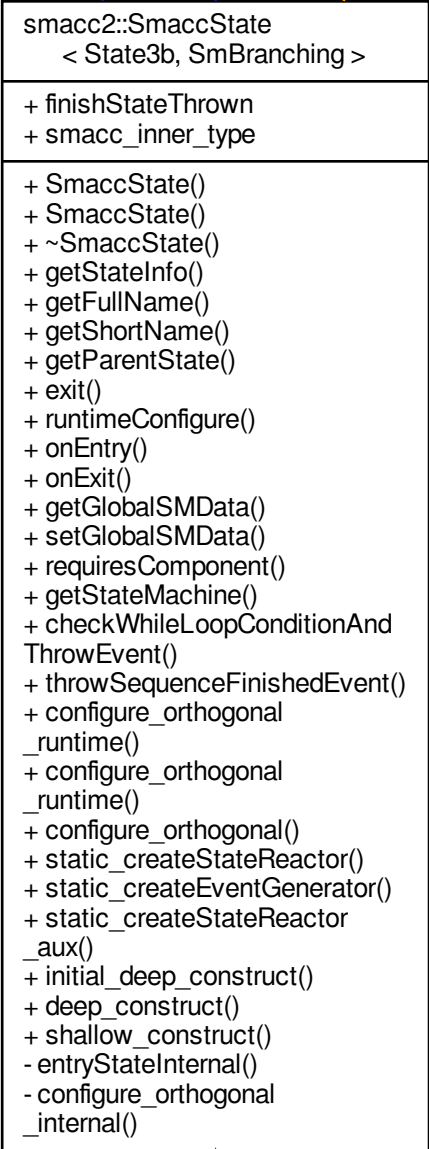 smacc2::SmaccState
< State3b, SmBranching >
+ finishStateThrown
+ smacc_inner_type
+ SmaccState()
+ SmaccState()
+ ~SmaccState()
+ getStateInfo()
+ getFullName()
+ getShortName()
+ getParentState()
+ exit()
+ runtimeConfigure()
+ onEntry()
+ onExit()
+ getGlobalSMData()
+ setGlobalSMData()
+ requiresComponent()
+ getStateMachine()
+ checkWhileLoopConditionAnd
ThrowEvent()
+ throwSequenceFinishedEvent()
+ configure_orthogonal
_runtime()
+ configure_orthogonal
_runtime()
+ configure_orthogonal()
+ static_createStateReactor()
+ static_createEventGenerator()
+ static_createStateReactor
_aux()
+ initial_deep_construct()
+ deep_construct()
+ shallow_construct()
- entryStateInternal()
- configure_orthogonal
_internal()